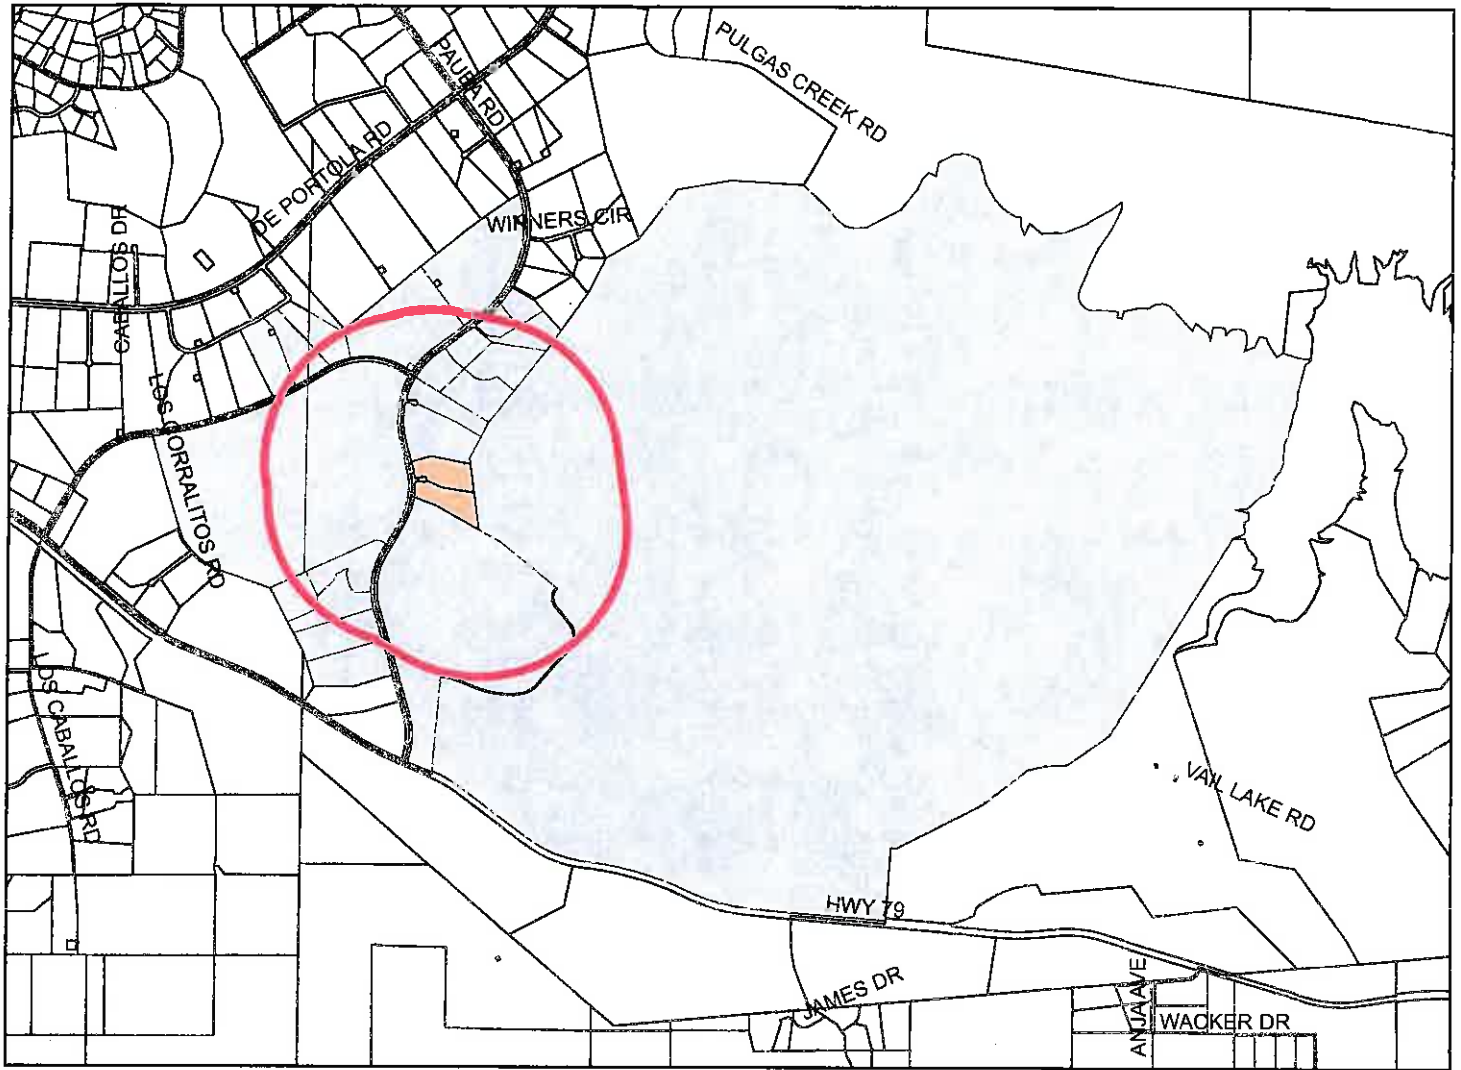 PULGAS CREEK RD
PAUBA RD
DE PORTOLA RD
WINNERS CIR
CABALLOS DR
LOS CORRALITOS RD
LOS CABALLOS RD
VAIL LAKE RD
HWY 79
JAMES DR
ANJA AVE
WACKER DR